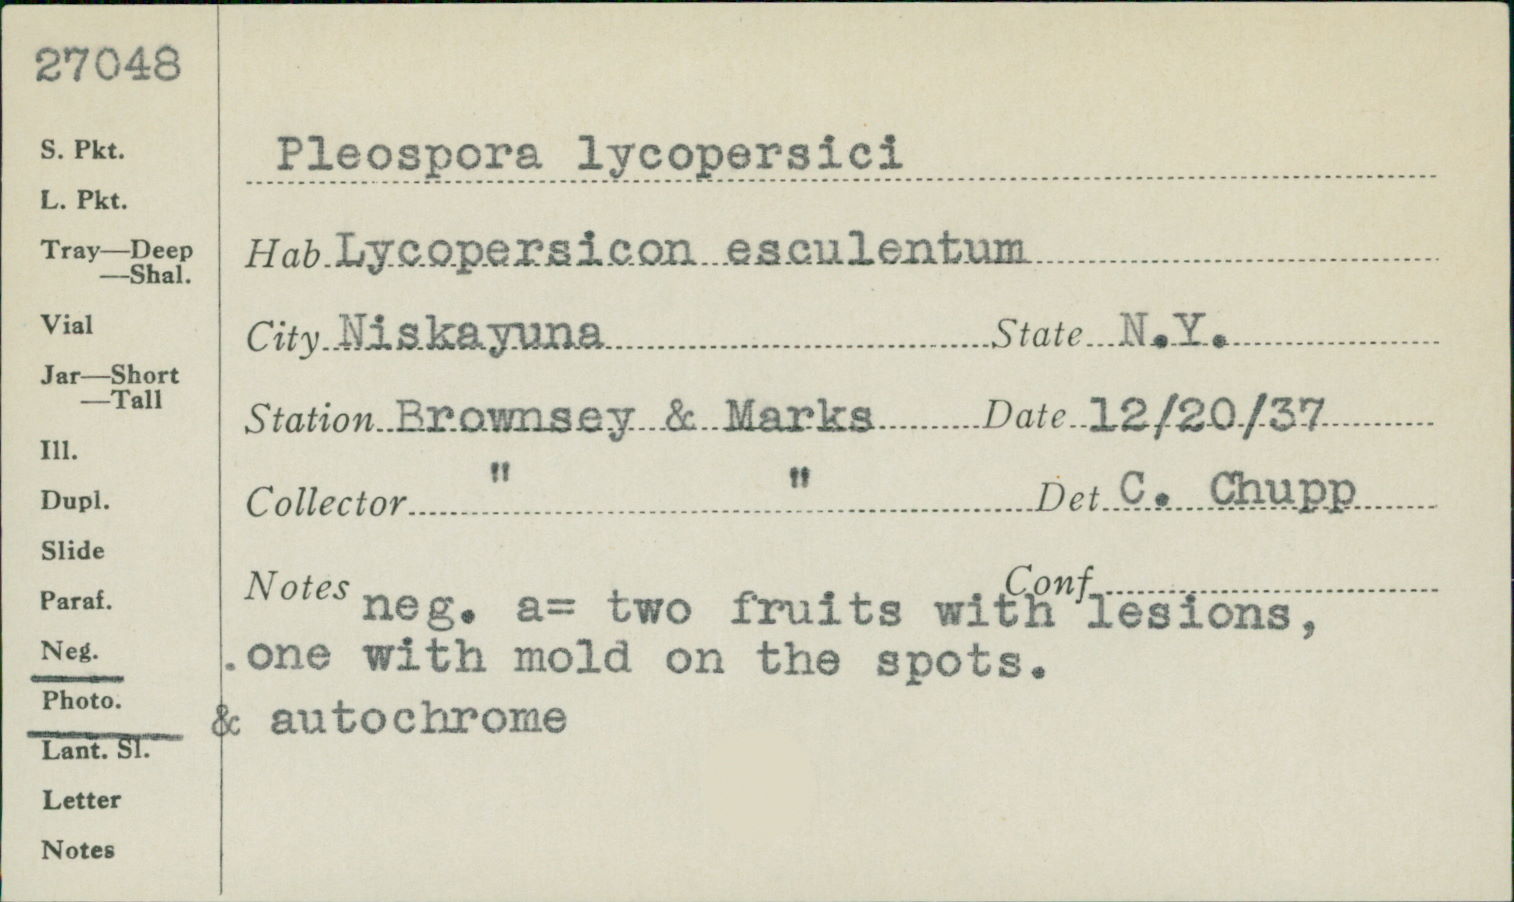 27048
S. Pkt.
L. Pkt.
Tray—Deep
—Shal.
Vial
Jar—Short
—Tall
Ill.
Dupl.
Slide
Paraf.
Neg.
Photo.
Lant. Sl.
Letter
Notes
Pleospora lycopersici
Hab. Lycopersicon esculentum
City Niskayuna State N.Y.
Station Brownsey & Marks Date 12/20/37
Collector " " Det C. Chupp
Notes Conf.
neg. a= two fruits with lesions,
.one with mold on the spots.
& autochrome